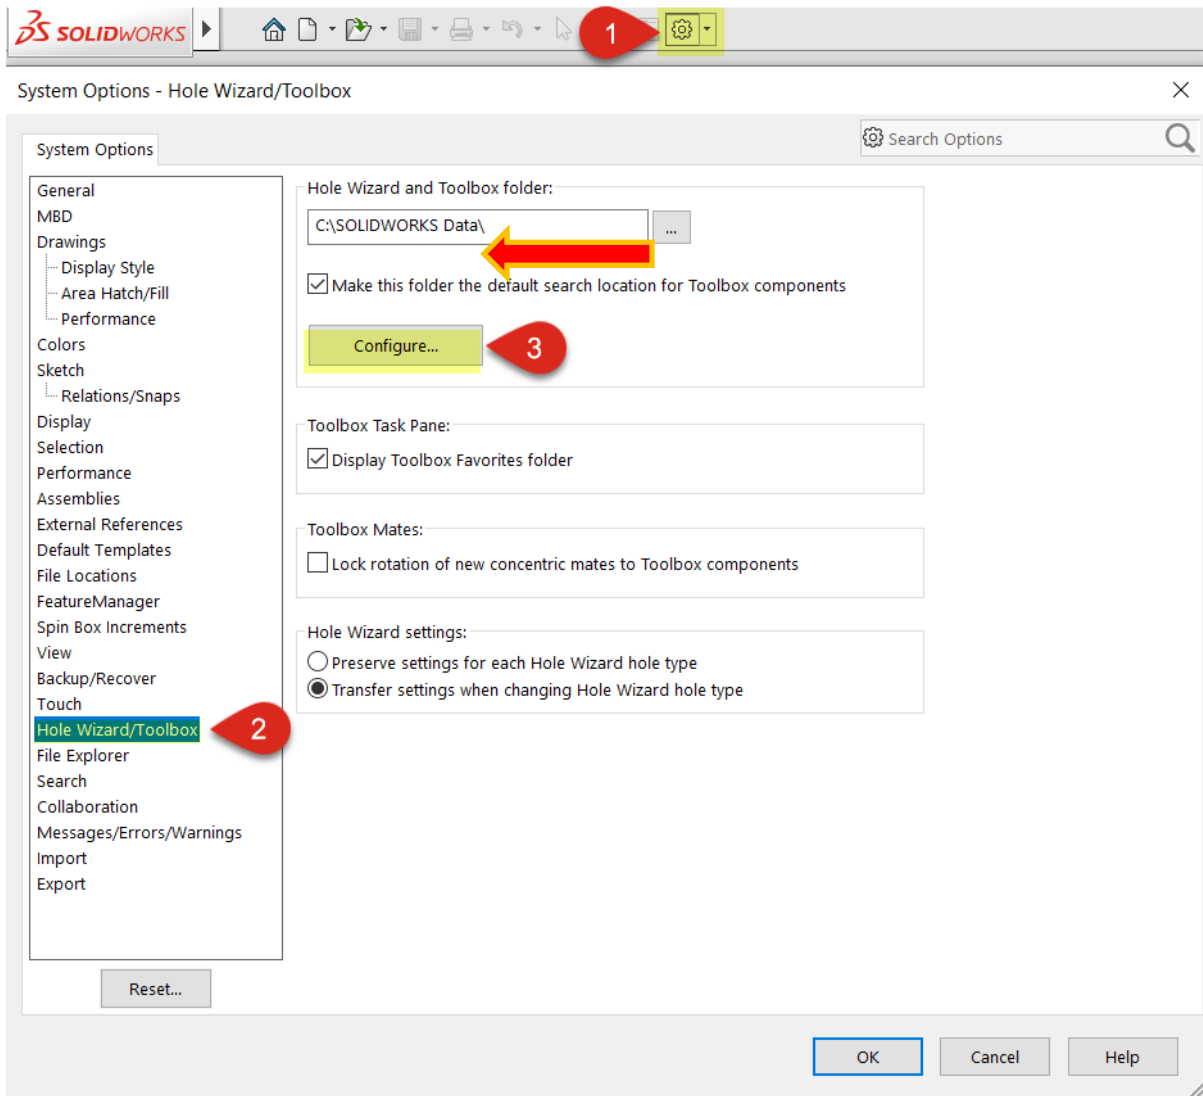 SOLIDWORKS
1
System Options - Hole Wizard/Toolbox
Search Options
System Options
General
MBD
Drawings
Display Style
Area Hatch/Fill
Performance
Colors
Sketch
Relations/Snaps
Display
Selection
Performance
Assemblies
External References
Default Templates
File Locations
FeatureManager
Spin Box Increments
View
Backup/Recover
Touch
Hole Wizard/Toolbox
2
File Explorer
Search
Collaboration
Messages/Errors/Warnings
Import
Export
Reset...
Hole Wizard and Toolbox folder:
C:\SOLIDWORKS Data\
...
Make this folder the default search location for Toolbox components
Configure...
3
Toolbox Task Pane:
Display Toolbox Favorites folder
Toolbox Mates:
Lock rotation of new concentric mates to Toolbox components
Hole Wizard settings:
Preserve settings for each Hole Wizard hole type
Transfer settings when changing Hole Wizard hole type
OK
Cancel
Help